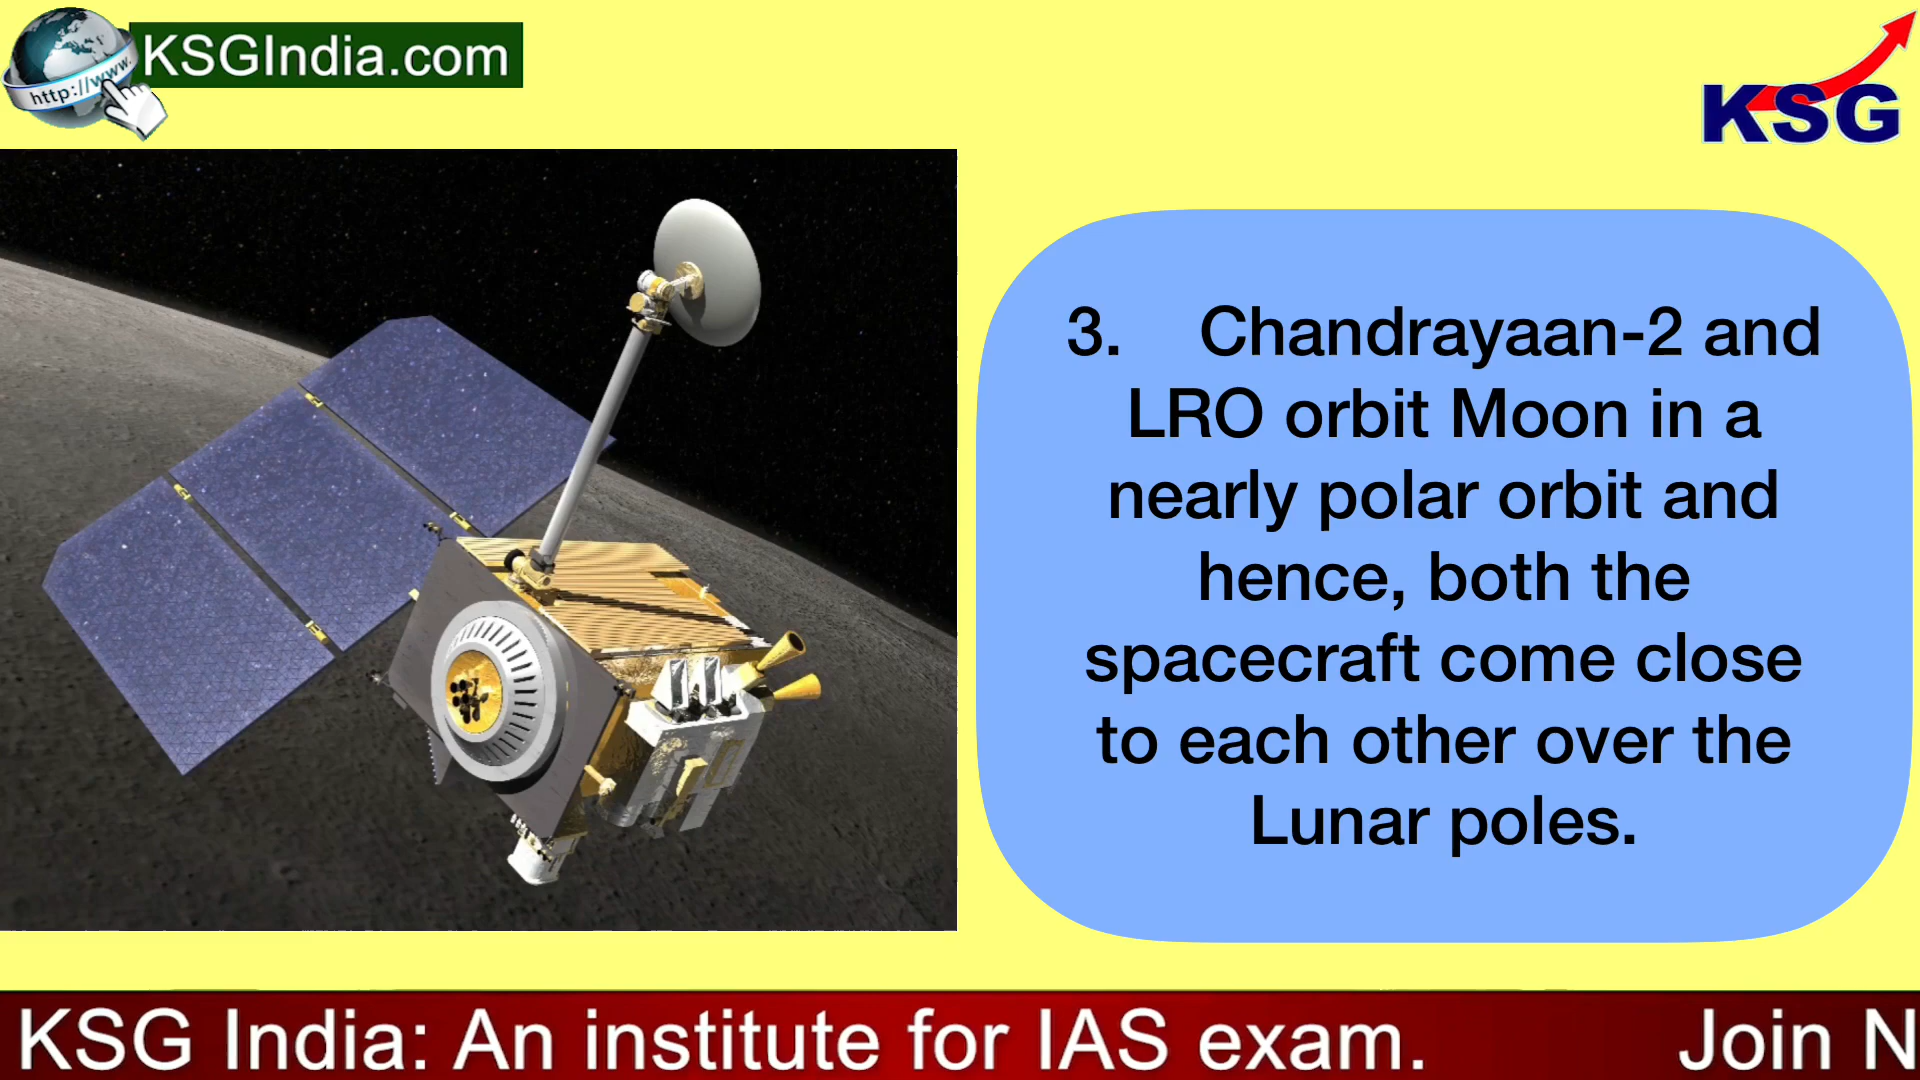 KSGIndia.com
http://www.
KSG
3. Chandrayaan-2 and
LRO orbit Moon in a
nearly polar orbit and
hence, both the
spacecraft come close
to each other over the
Lunar poles.
KSG India: An institute for IAS exam. Join N